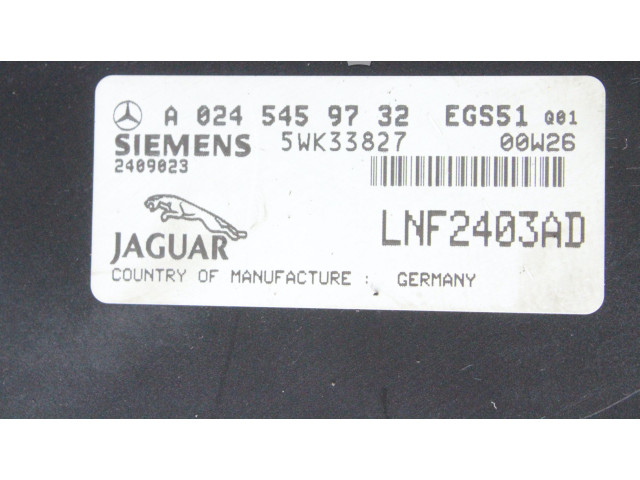 A 024 545 97 32 EGS51 Q01
SIEMENS 5WK33827 00W26
2409023
JAGUAR LNF2403AD
COUNTRY OF MANUFACTURE : GERMANY